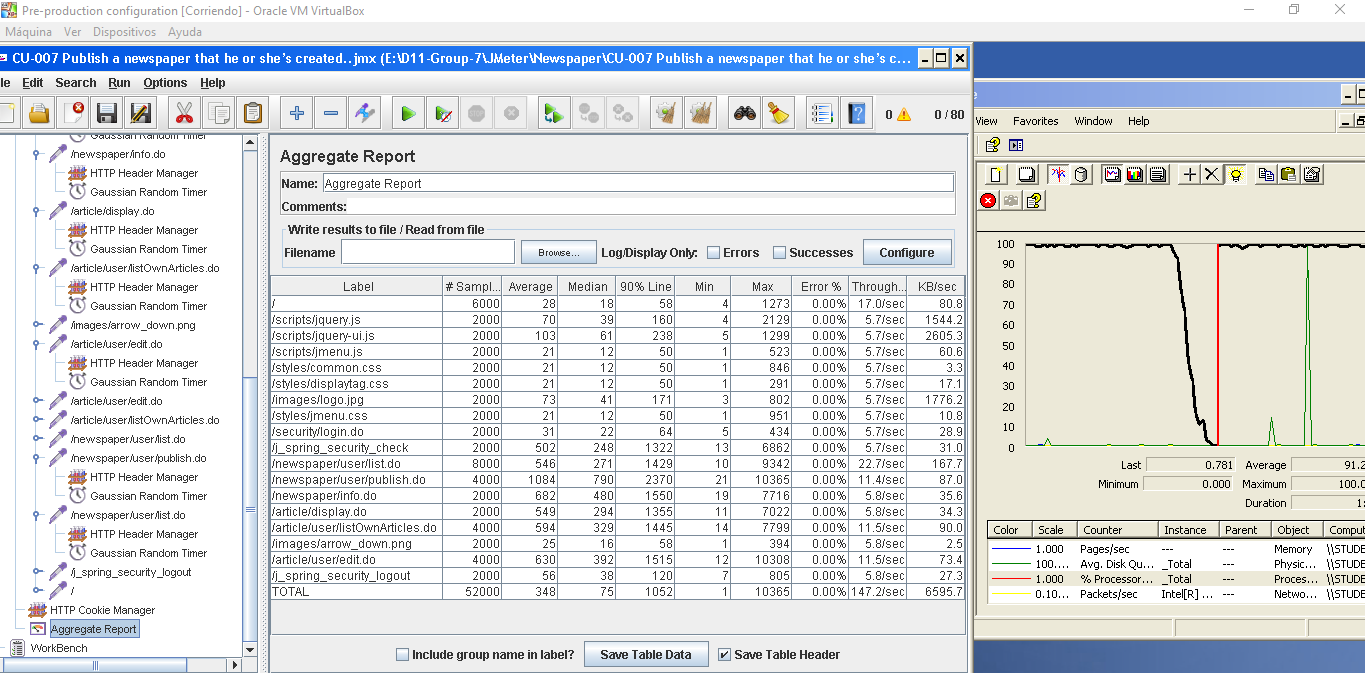 Pre-production configuration [Corriendo] - Oracle VM VirtualBox
Máquina Ver Dispositivos Ayuda
CU-007 Publish a newspaper that he or she's created..jmx (E:\D11-Group-7\JMeter\Newspaper\CU-007 Publish a newspaper that he or she's c...
le Edit Search Run Options Help
0 0 / 80
Gaussian Random Timer
/newspaper/info.do
HTTP Header Manager
Gaussian Random Timer
/article/display.do
HTTP Header Manager
Gaussian Random Timer
/article/user/listOwnArticles.do
HTTP Header Manager
Gaussian Random Timer
/images/arrow_down.png
/article/user/edit.do
HTTP Header Manager
Gaussian Random Timer
/article/user/edit.do
/article/user/listOwnArticles.do
/newspaper/user/list.do
/newspaper/user/publish.do
HTTP Header Manager
Gaussian Random Timer
/newspaper/user/list.do
HTTP Header Manager
Gaussian Random Timer
/j_spring_security_logout
/
HTTP Cookie Manager
Aggregate Report
WorkBench
Aggregate Report
Name: Aggregate Report
Comments:
Write results to file / Read from file
Filename Browse... Log/Display Only: Errors Successes Configure
Label # Sampl... Average Median 90% Line Min Max Error % Through... KB/sec
/ 6000 28 18 58 4 1273 0.00% 17.0/sec 80.8
/scripts/jquery.js 2000 70 39 160 4 2129 0.00% 5.7/sec 1544.2
/scripts/jquery-ui.js 2000 103 61 238 5 1299 0.00% 5.7/sec 2605.3
/scripts/jmenu.js 2000 21 12 50 1 523 0.00% 5.7/sec 60.6
/styles/common.css 2000 21 12 50 1 846 0.00% 5.7/sec 3.3
/styles/displaytag.css 2000 21 12 50 1 291 0.00% 5.7/sec 17.1
/images/logo.jpg 2000 73 41 171 3 802 0.00% 5.7/sec 1776.2
/styles/jmenu.css 2000 21 12 50 1 951 0.00% 5.7/sec 10.8
/security/login.do 2000 31 22 64 5 434 0.00% 5.7/sec 28.9
/j_spring_security_check 2000 502 248 1322 13 6862 0.00% 5.7/sec 31.0
/newspaper/user/list.do 8000 546 271 1429 10 9342 0.00% 22.7/sec 167.7
/newspaper/user/publish.do 4000 1084 790 2370 21 10365 0.00% 11.4/sec 87.0
/newspaper/info.do 2000 682 480 1550 19 7716 0.00% 5.8/sec 35.6
/article/display.do 2000 549 294 1355 11 7022 0.00% 5.8/sec 34.3
/article/user/listOwnArticles.do 4000 594 329 1445 14 7799 0.00% 11.5/sec 90.0
/images/arrow_down.png 2000 25 16 58 1 394 0.00% 5.8/sec 2.5
/article/user/edit.do 4000 630 392 1515 12 10308 0.00% 11.5/sec 73.4
/j_spring_security_logout 2000 56 38 120 7 805 0.00% 5.8/sec 27.3
TOTAL 52000 348 75 1052 1 10365 0.00% 147.2/sec 6595.7
Include group name in label? Save Table Data Save Table Header
View Favorites Window Help
100
90
80
70
60
50
40
30
20
10
0
Last 0.781 Average 91.2
Minimum 0.000 Maximum 100.0
Duration 1:
Color Scale Counter Instance Parent Object Comput
1.000 Pages/sec --- --- Memory \\STUDE
100.... Avg. Disk Qu... _Total --- Physic... \\STUDE
1.000 % Processor... _Total --- Proces... \\STUDE
0.10... Packets/sec Intel[R] ... --- Netwo... \\STUDE